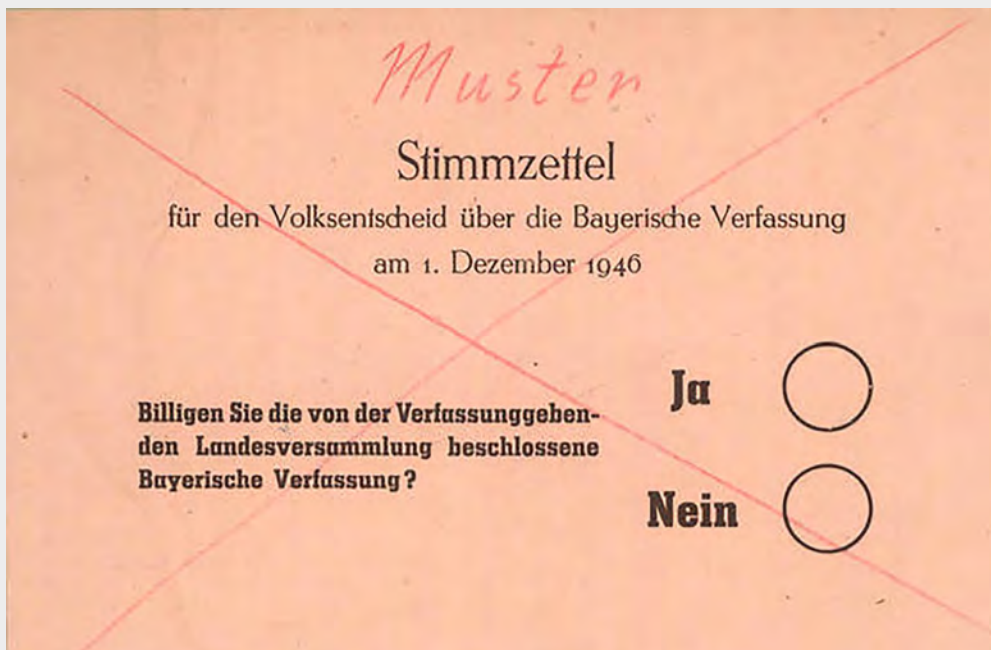 Muster
Stimmzettel
für den Volksentscheid über die Bayerische Verfassung
am 1. Dezember 1946
Ja
Billigen Sie die von der Verfassunggeben-
den Landesversammlung beschlossene
Bayerische Verfassung?
Nein